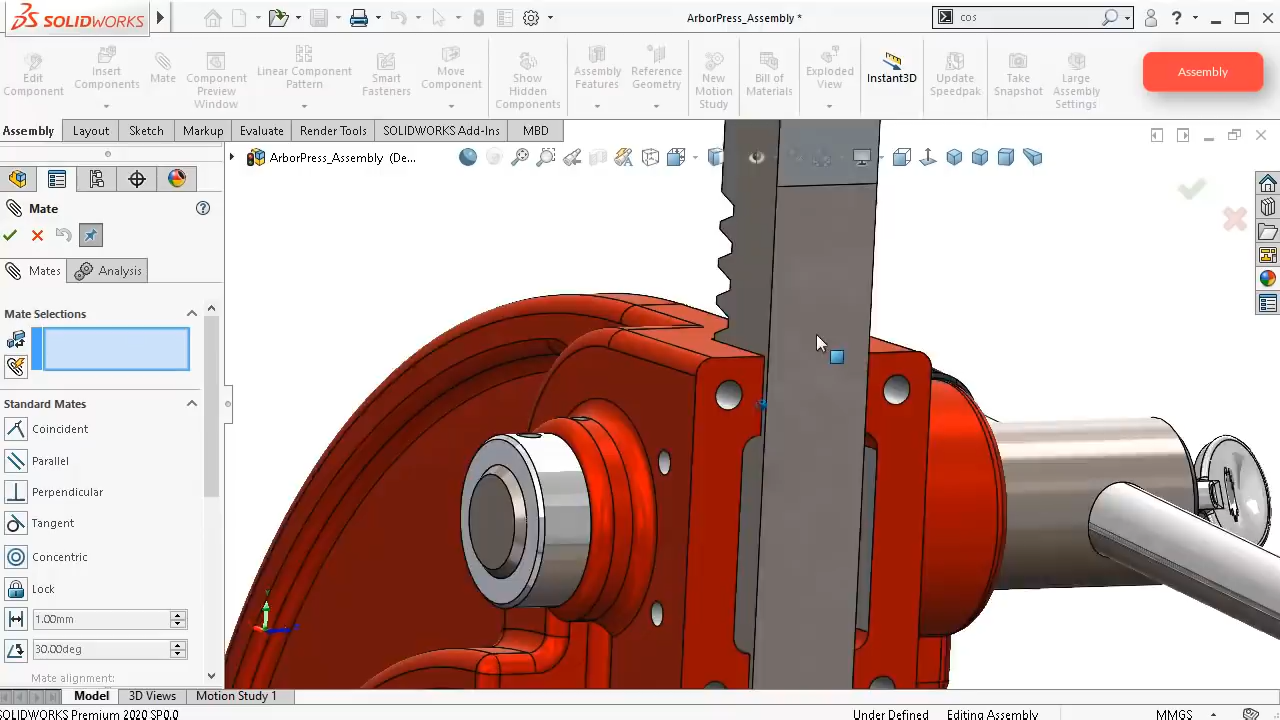 SOLIDWORKS
ArborPress_Assembly *
cos
?
Edit Component
Insert Components
Mate
Component Preview Window
Linear Component Pattern
Smart Fasteners
Move Component
Show Hidden Components
Assembly Features
Reference Geometry
New Motion Study
Bill of Materials
Exploded View
Instant3D
Update Speedpak
Take Snapshot
Large Assembly Settings
Assembly
Assembly Layout Sketch Markup Evaluate Render Tools SOLIDWORKS Add-Ins MBD
ArborPress_Assembly (De...
Mate
?
Mates Analysis
Mate Selections
Standard Mates
Coincident
Parallel
Perpendicular
Tangent
Concentric
Lock
1.00mm
30.00deg
Mate alignment:
Model 3D Views Motion Study 1
SOLIDWORKS Premium 2020 SP0.0
Under Defined Editing Assembly MMGS